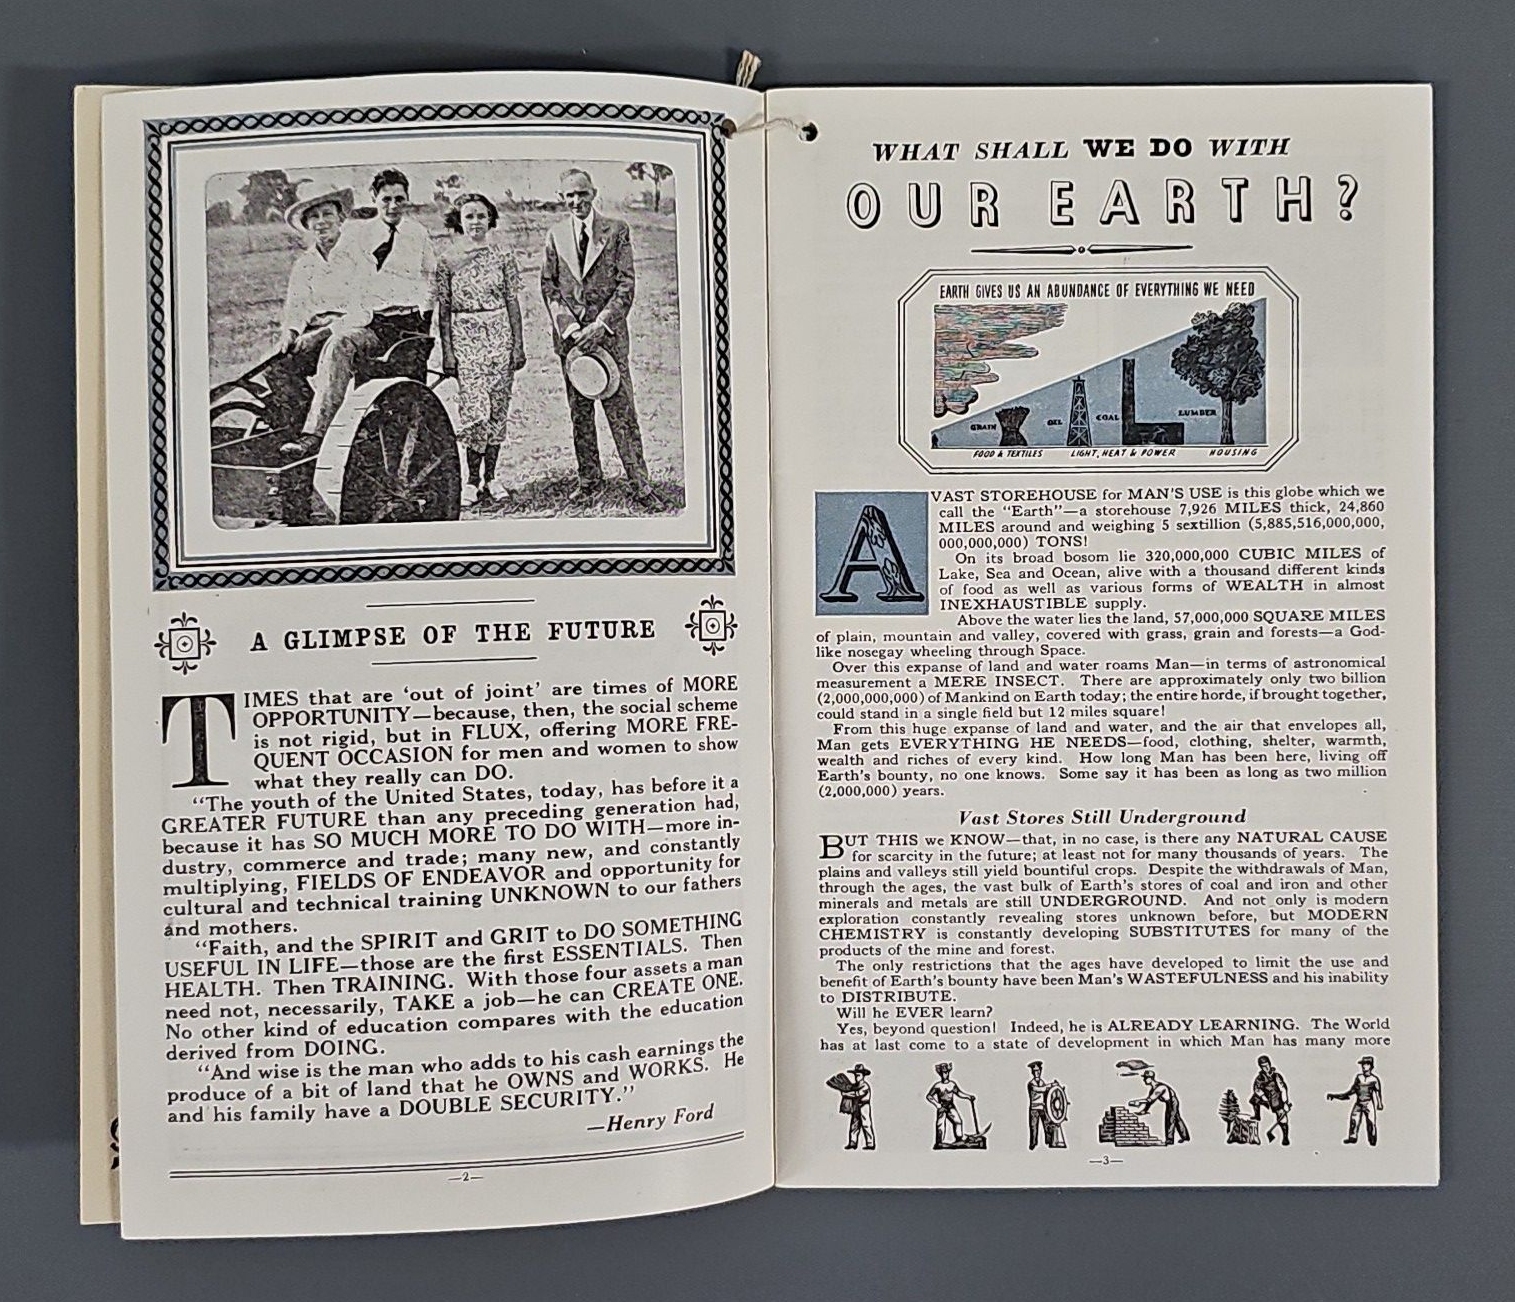 A GLIMPSE OF THE FUTURE
TIMES that are ‘out of joint’ are times of MORE
OPPORTUNITY—because, then, the social scheme
is not rigid, but in FLUX, offering MORE FRE-
QUENT OCCASION for men and women to show
what they really can DO.
“The youth of the United States, today, has before it a
GREATER FUTURE than any preceding generation had,
because it has SO MUCH MORE TO DO WITH—more in-
dustry, commerce and trade; many new, and constantly
multiplying, FIELDS OF ENDEAVOR and opportunity for
cultural and technical training UNKNOWN to our fathers
and mothers.
“Faith, and the SPIRIT and GRIT to DO SOMETHING
USEFUL IN LIFE—those are the first ESSENTIALS. Then
HEALTH. Then TRAINING. With those four assets a man
need not, necessarily, TAKE a job—he can CREATE ONE.
No other kind of education compares with the education
derived from DOING.
“And wise is the man who adds to his cash earnings the
produce of a bit of land that he OWNS and WORKS. He
and his family have a DOUBLE SECURITY.”
—Henry Ford
—2—
WHAT SHALL WE DO WITH
OUR EARTH?
EARTH GIVES US AN ABUNDANCE OF EVERYTHING WE NEED
GRAIN
OIL
COAL
LUMBER
FOOD & TEXTILES
LIGHT, HEAT & POWER
HOUSING
A VAST STOREHOUSE for MAN'S USE is this globe which we
call the “Earth”—a storehouse 7,926 MILES thick, 24,860
MILES around and weighing 5 sextillion (5,885,516,000,000,
000,000,000) TONS!
On its broad bosom lie 320,000,000 CUBIC MILES of
Lake, Sea and Ocean, alive with a thousand different kinds
of food as well as various forms of WEALTH in almost
INEXHAUSTIBLE supply.
Above the water lies the land, 57,000,000 SQUARE MILES
of plain, mountain and valley, covered with grass, grain and forests—a God-
like nosegay wheeling through Space.
Over this expanse of land and water roams Man—in terms of astronomical
measurement a MERE INSECT. There are approximately only two billion
(2,000,000,000) of Mankind on Earth today; the entire horde, if brought together,
could stand in a single field but 12 miles square!
From this huge expanse of land and water, and the air that envelopes all,
Man gets EVERYTHING HE NEEDS—food, clothing, shelter, warmth,
wealth and riches of every kind. How long Man has been here, living off
Earth's bounty, no one knows. Some say it has been as long as two million
(2,000,000) years.
Vast Stores Still Underground
BUT THIS we KNOW—that, in no case, is there any NATURAL CAUSE
for scarcity in the future; at least not for many thousands of years. The
plains and valleys still yield bountiful crops. Despite the withdrawals of Man,
through the ages, the vast bulk of Earth's stores of coal and iron and other
minerals and metals are still UNDERGROUND. And not only is modern
exploration constantly revealing stores unknown before, but MODERN
CHEMISTRY is constantly developing SUBSTITUTES for many of the
products of the mine and forest.
The only restrictions that the ages have developed to limit the use and
benefit of Earth's bounty have been Man's WASTEFULNESS and his inability
to DISTRIBUTE.
Will he EVER learn?
Yes, beyond question! Indeed, he is ALREADY LEARNING. The World
has at last come to a state of development in which Man has many more
—3—